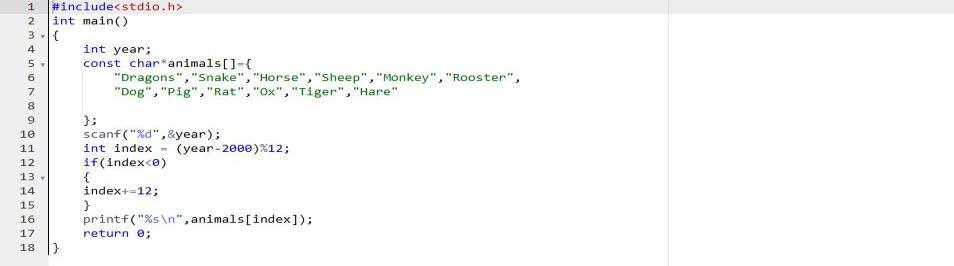 1 #include<stdio.h>
2 int main()
3 {
4 int year;
5 const char*animals[]={
6 "Dragons","Snake","Horse","Sheep","Monkey","Rooster",
7 "Dog","Pig","Rat","Ox","Tiger","Hare"
8
9 };
10 scanf("%d",&year);
11 int index = (year-2000)%12;
12 if(index<0)
13 {
14 index+=12;
15 }
16 printf("%s\n",animals[index]);
17 return 0;
18 }